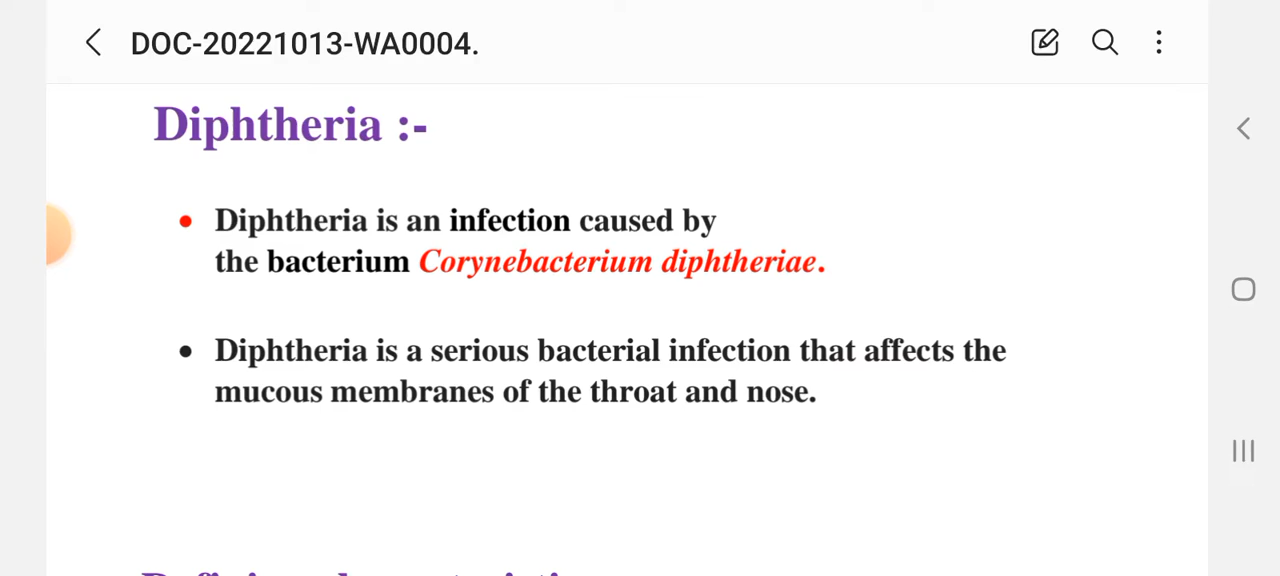 DOC-20221013-WA0004.
Diphtheria :-
• Diphtheria is an infection caused by
the bacterium Corynebacterium diphtheriae.
• Diphtheria is a serious bacterial infection that affects the
mucous membranes of the throat and nose.